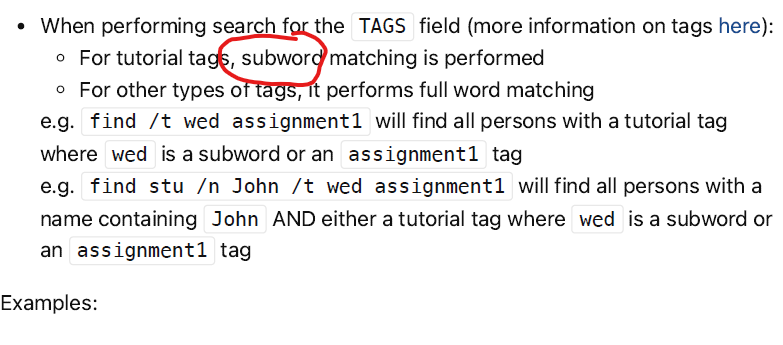 • When performing search for the TAGS field (more information on tags here):
◦ For tutorial tags, subword matching is performed
◦ For other types of tags, it performs full word matching
e.g. find /t wed assignment1 will find all persons with a tutorial tag
where wed is a subword or an assignment1 tag
e.g. find stu /n John /t wed assignment1 will find all persons with a
name containing John AND either a tutorial tag where wed is a subword or
an assignment1 tag
Examples: